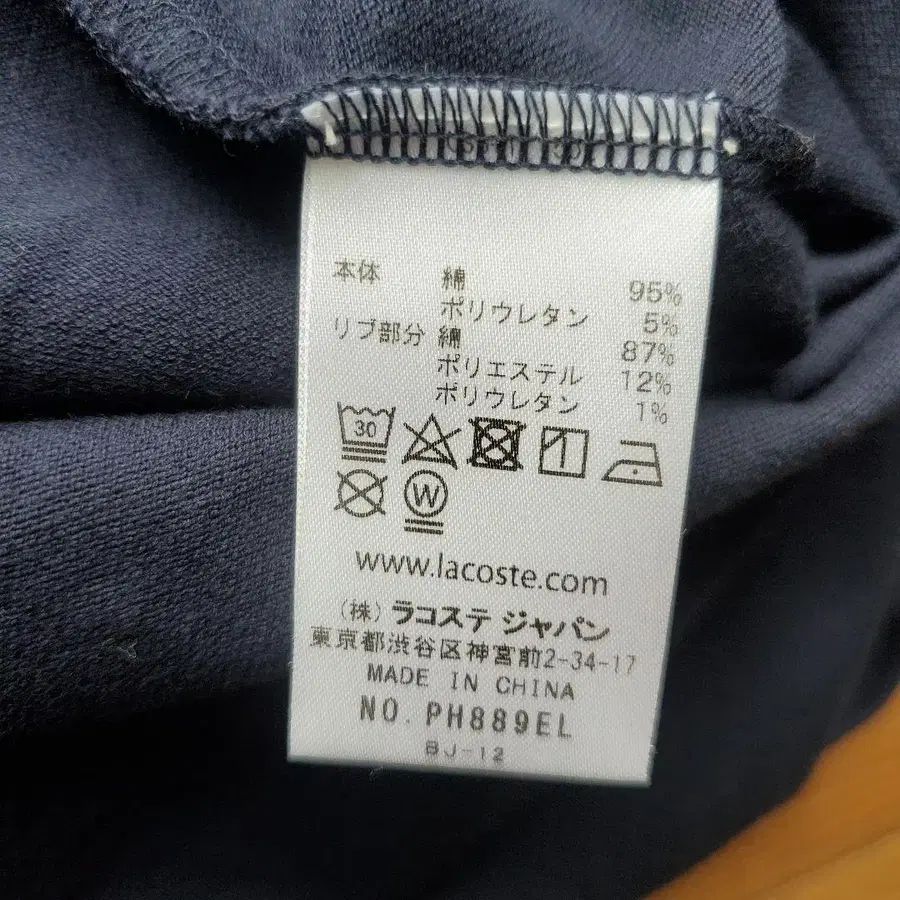 本体 綿 95%
ポリウレタン 5%
リブ部分 綿 87%
ポリエステル 12%
ポリウレタン 1%
30
W
www.lacoste.com
(株) ラコステ ジャパン
東京都渋谷区神宮前2-34-17
MADE IN CHINA
NO. PH889EL
BJ-12